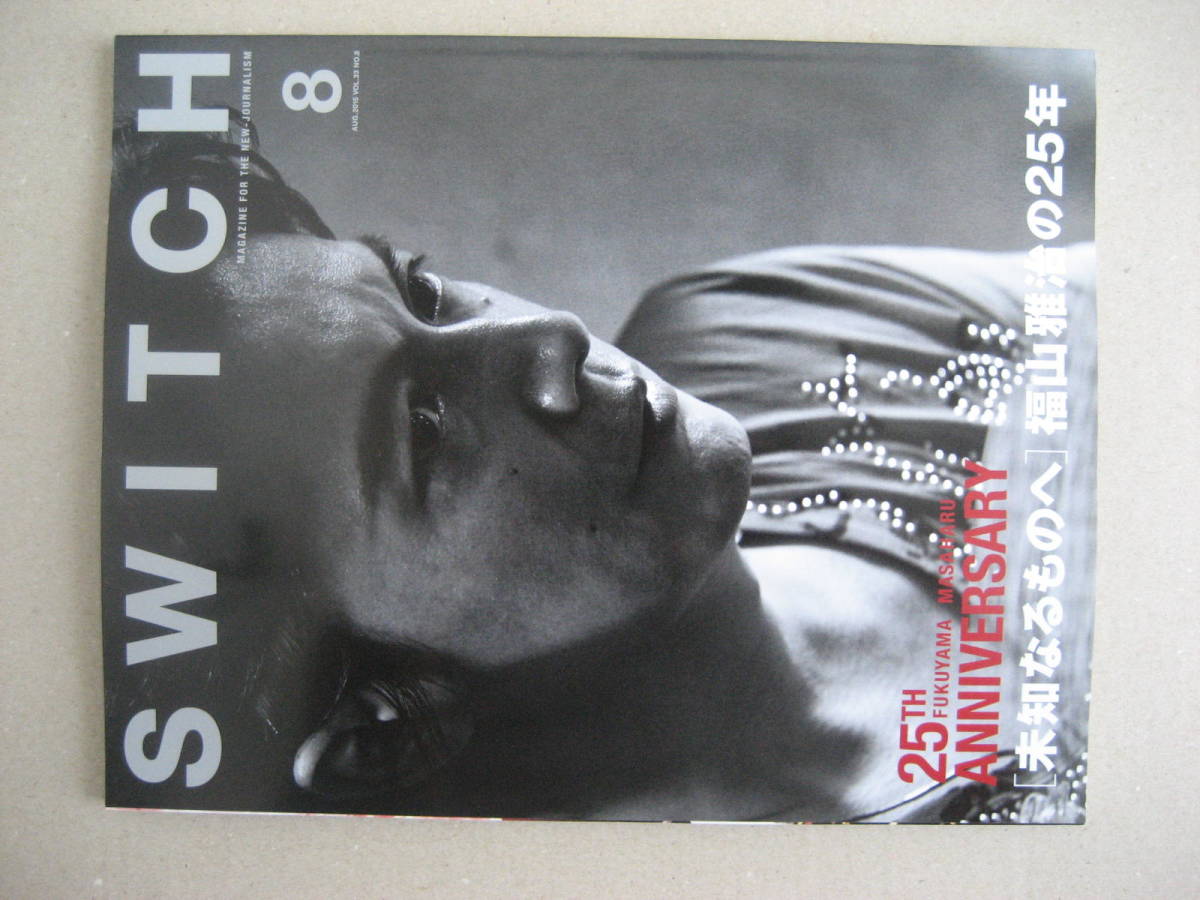 SWITCH
MAGAZINE FOR THE NEW-JOURNALISM
8
AUG.2015 VOL.33 NO.8
25TH
FUKUYAMA MASAHARU
ANNIVERSARY
[未知なるものへ] 福山雅治の25年